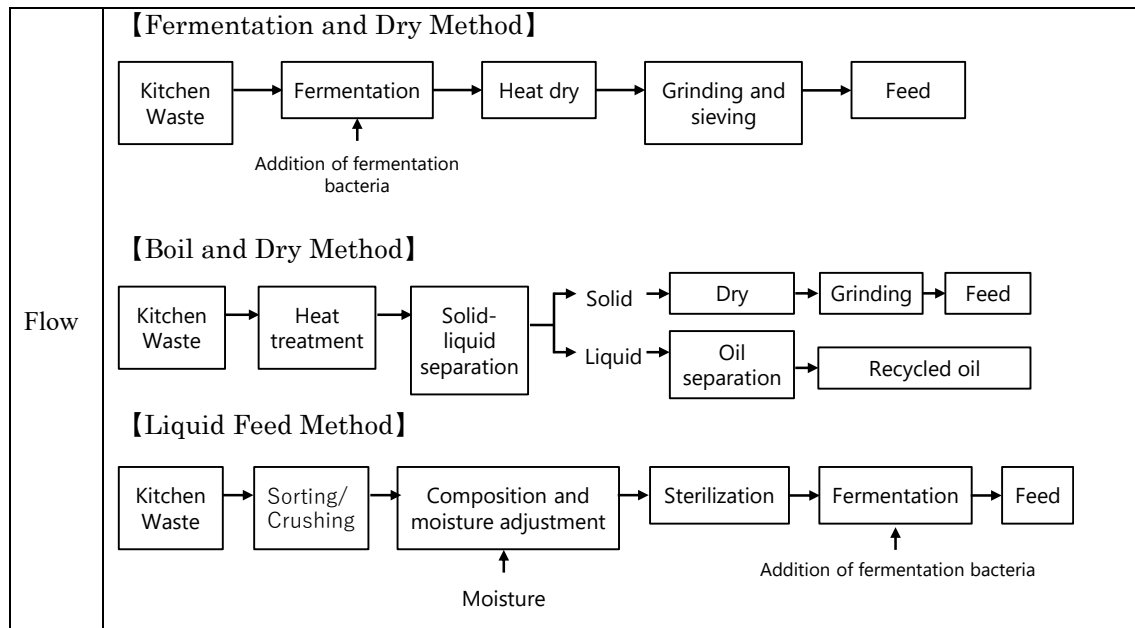 Flow
【Fermentation and Dry Method】
Kitchen
Waste
Fermentation
Heat dry
Grinding and
sieving
Feed
Addition of fermentation
bacteria
【Boil and Dry Method】
Kitchen
Waste
Heat
treatment
Solid-
liquid
separation
Solid
Dry
Grinding
Feed
Liquid
Oil
separation
Recycled oil
【Liquid Feed Method】
Kitchen
Waste
Sorting/
Crushing
Composition and
moisture adjustment
Sterilization
Fermentation
Feed
Moisture
Addition of fermentation bacteria